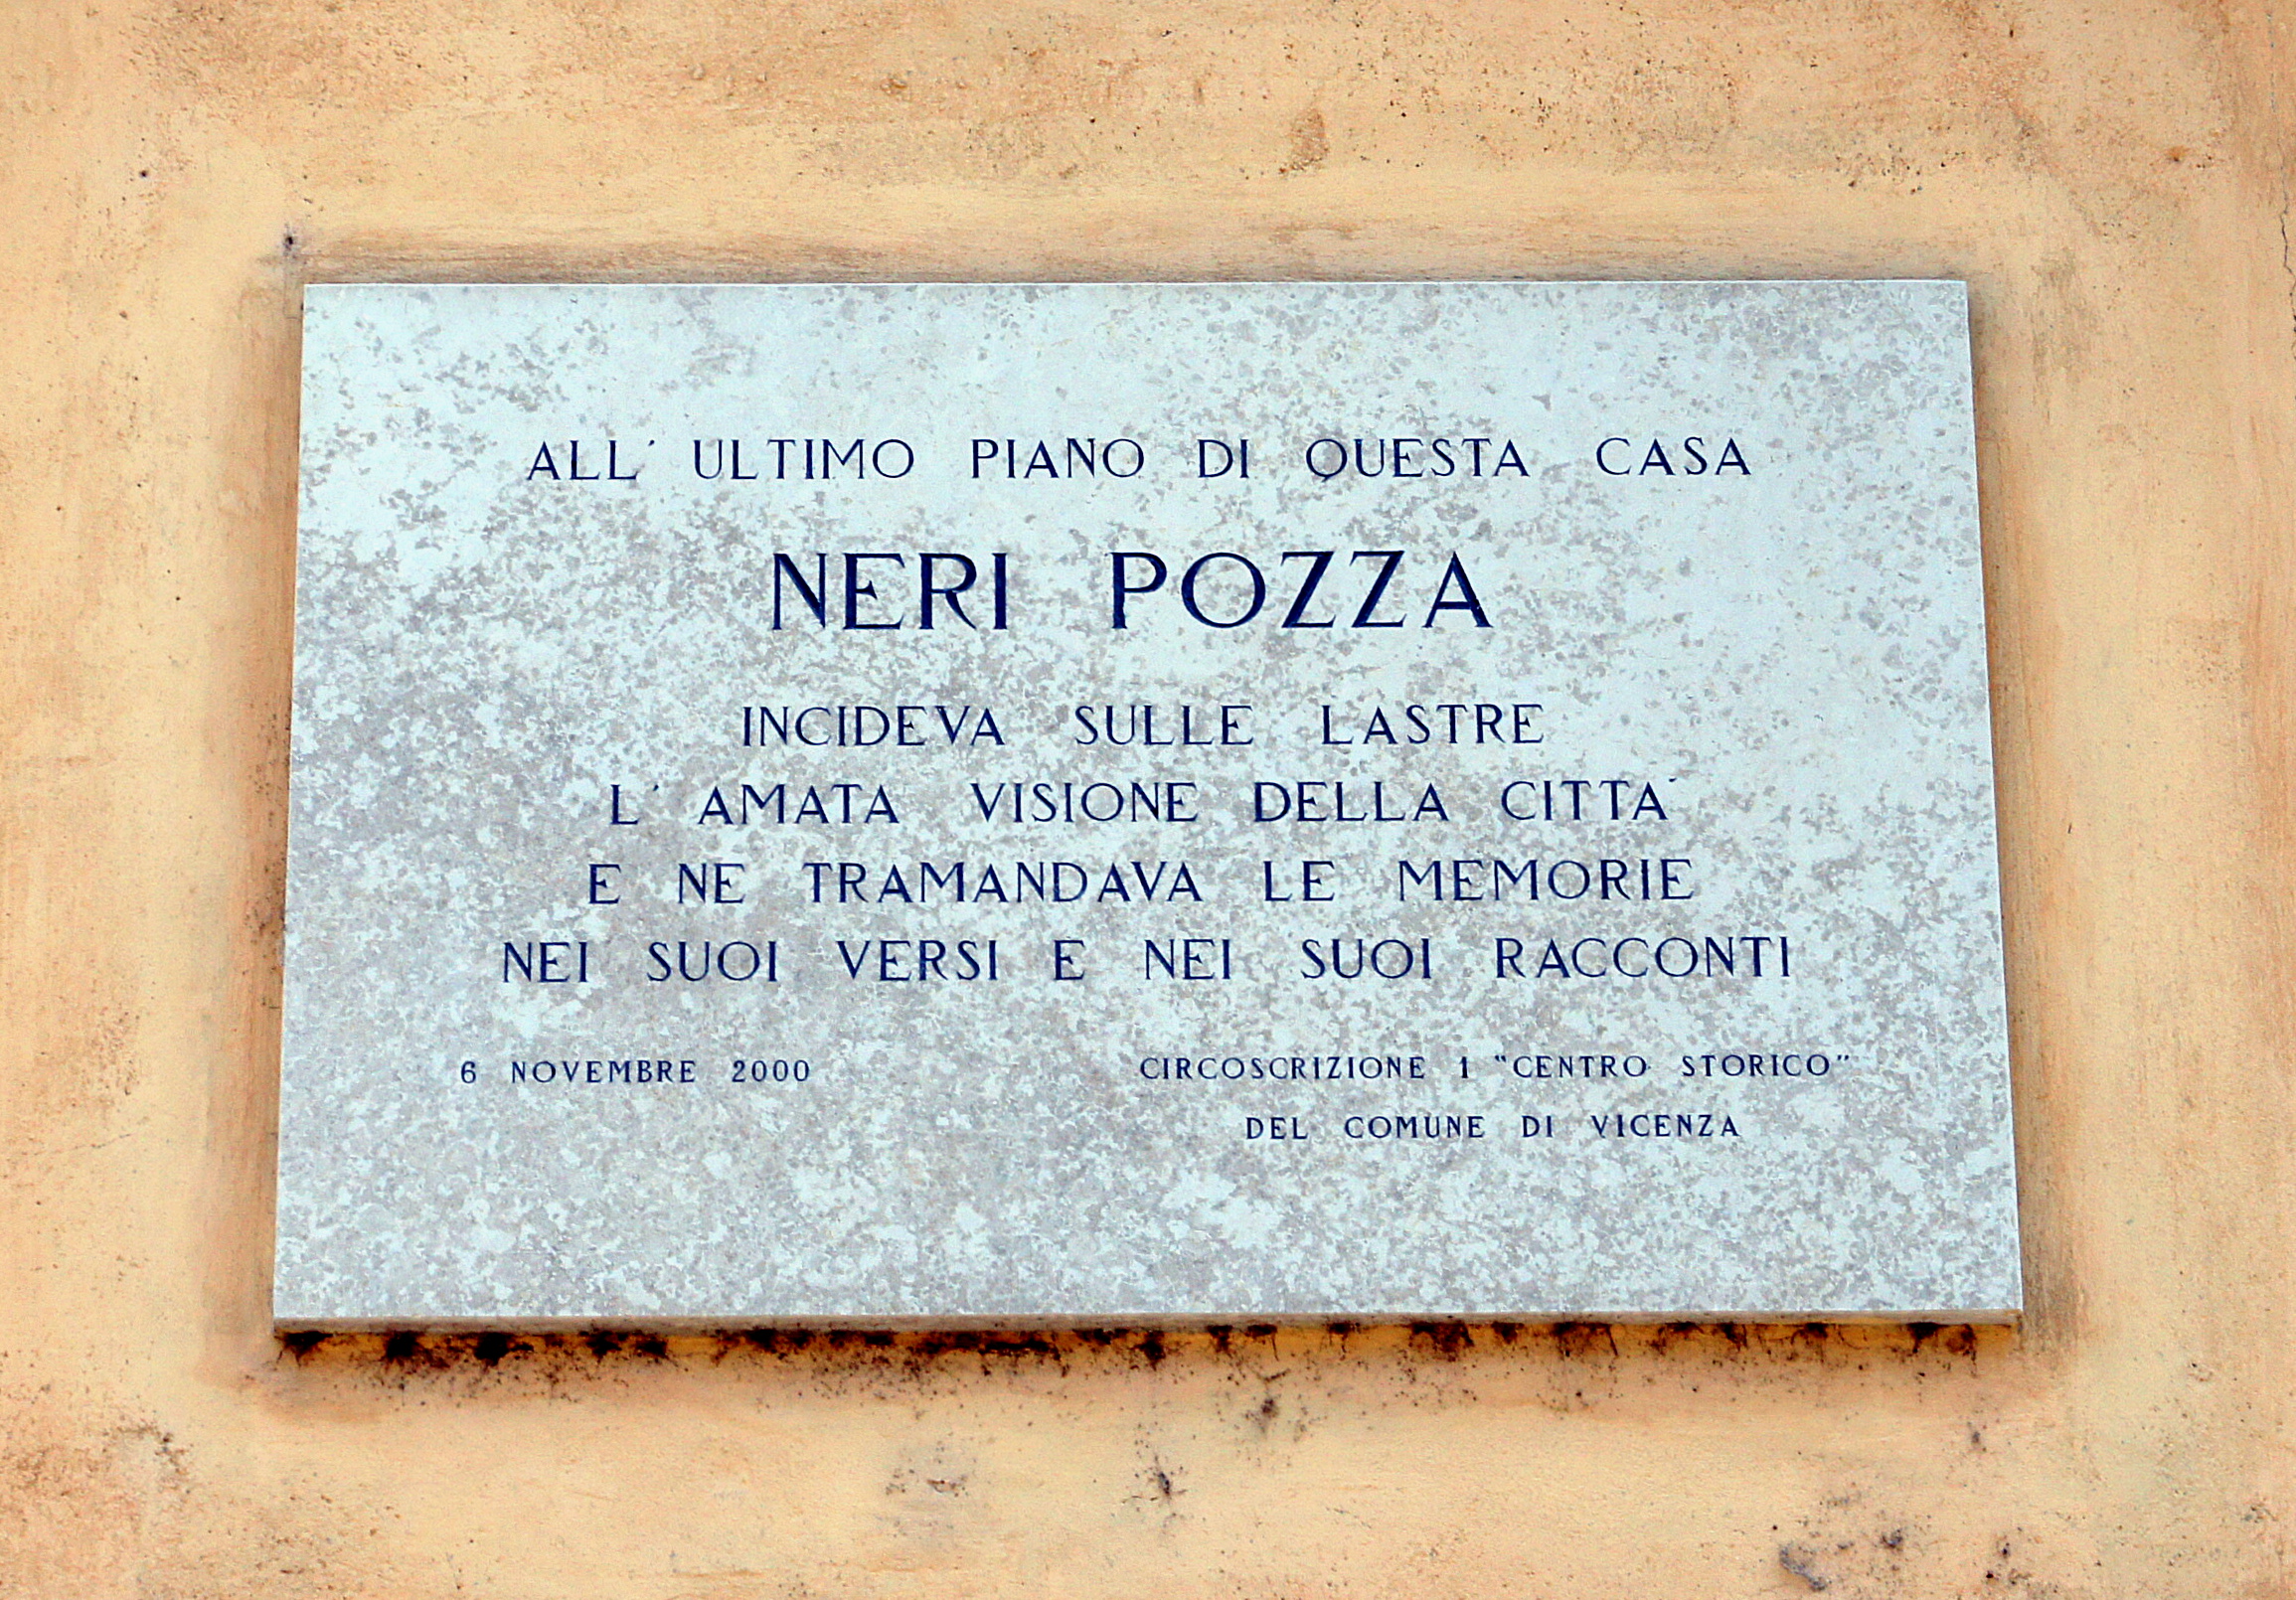 ALL' ULTIMO PIANO DI QUESTA CASA
NERI POZZA
INCIDEVA SULLE LASTRE
L' AMATA VISIONE DELLA CITTA'
E NE TRAMANDAVA LE MEMORIE
NEI SUOI VERSI E NEI SUOI RACCONTI
6 NOVEMBRE 2000 CIRCOSCRIZIONE 1 "CENTRO STORICO"
DEL COMUNE DI VICENZA